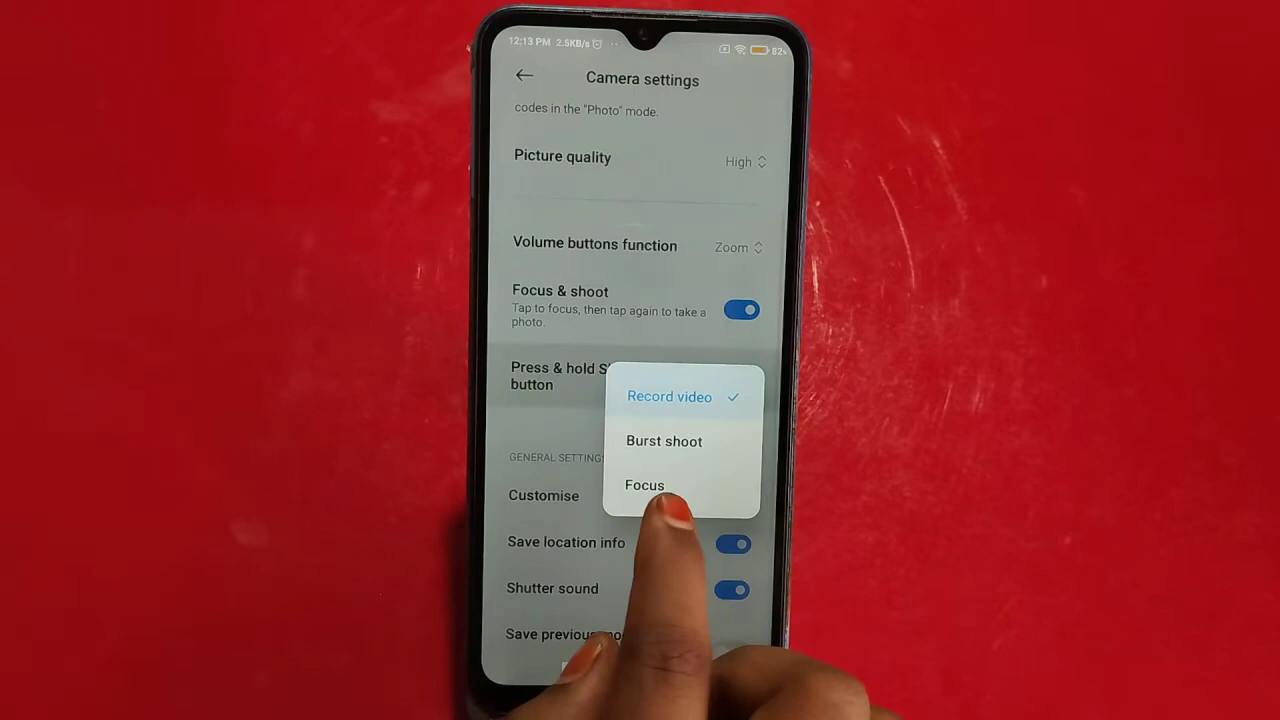 12:13 PM 2.5KB/s
82
Camera settings
codes in the "Photo" mode.
Picture quality
High
Volume buttons function
Zoom
Focus & shoot
Tap to focus, then tap again to take a
photo.
Press & hold S
button
Record video
Burst shoot
Focus
GENERAL SETTING
Customise
Save location info
Shutter sound
Save previous mo